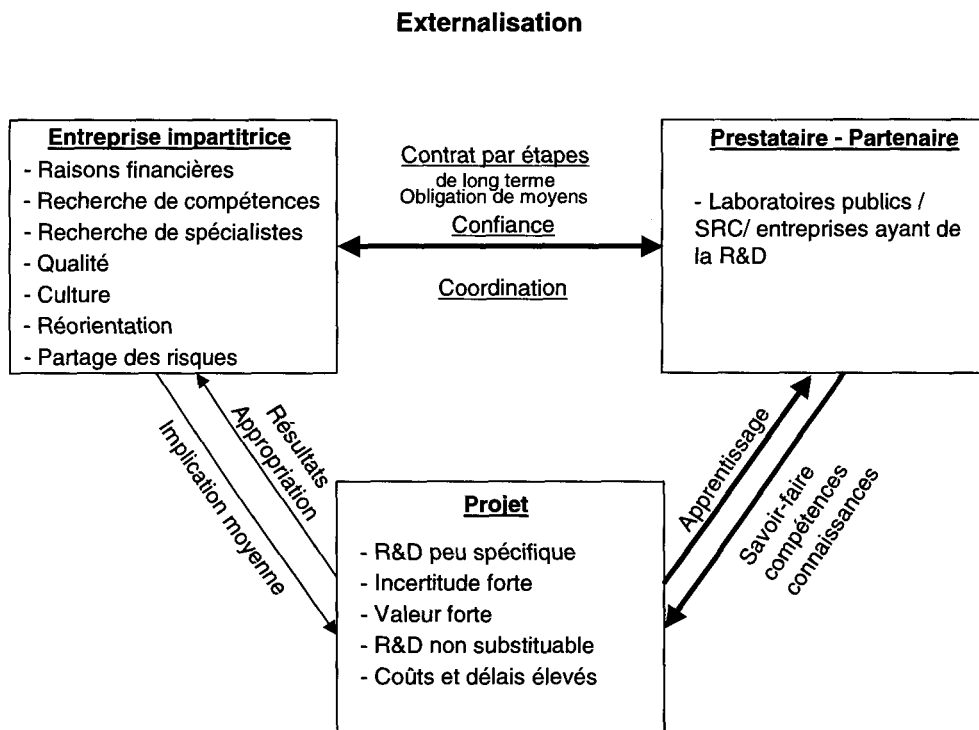 Externalisation
Entreprise impartitrice
- Raisons financières
- Recherche de compétences
- Recherche de spécialistes
- Qualité
- Culture
- Réorientation
- Partage des risques
Contrat par étapes
de long terme
Obligation de moyens
Confiance
Coordination
Prestataire - Partenaire
- Laboratoires publics /
SRC/ entreprises ayant de
la R&D
Résultats
Appropriation
Implication moyenne
Apprentissage
Savoir-faire
compétences
connaissances
Projet
- R&D peu spécifique
- Incertitude forte
- Valeur forte
- R&D non substituable
- Coûts et délais élevés